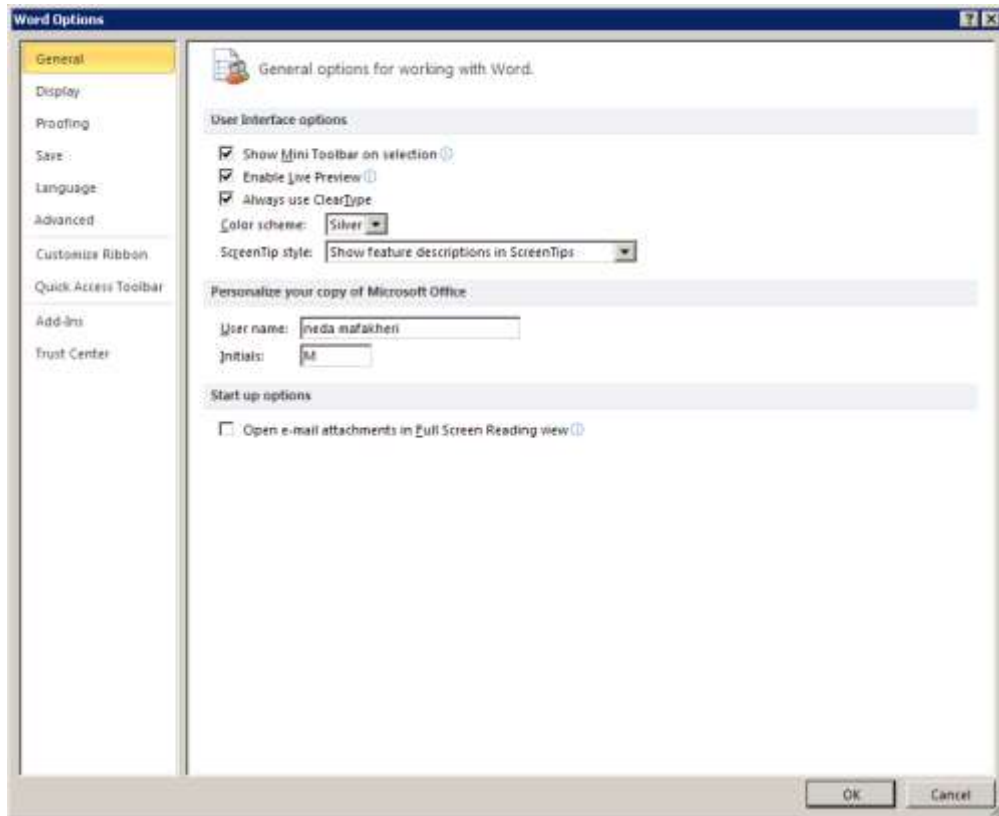 Word Options
General
Display
Proofing
Save
Language
Advanced
Customize Ribbon
Quick Access Toolbar
Add-Ins
Trust Center
General options for working with Word.
User Interface options
Show Mini Toolbar on selection
Enable Live Preview
Always use ClearType
Color scheme: Silver
ScreenTip style: Show feature descriptions in ScreenTips
Personalize your copy of Microsoft Office
User name: neda mafakheri
Initials: M
Start up options
Open e-mail attachments in Full Screen Reading view
OK Cancel